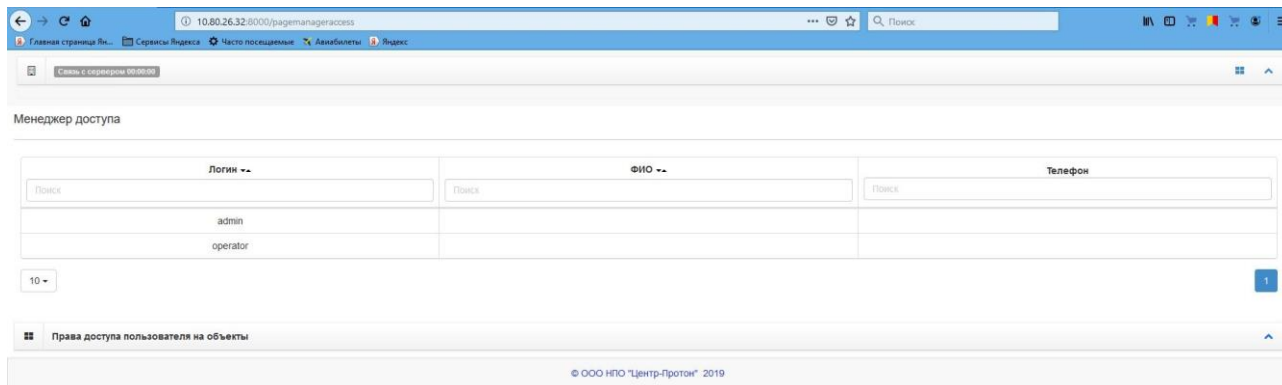 10.80.26.32:8000/pagemanageraccess
Поиск
Главная страница Ян... Сервисы Яндекса Часто посещаемые Авиабилеты Яндекс
Связь с сервером 00:00:00
Менеджер доступа
Логин ФИО Телефон
Поиск Поиск Поиск
admin
operator
10 1
Права доступа пользователя на объекты
© ООО НПО "Центр-Протон" 2019